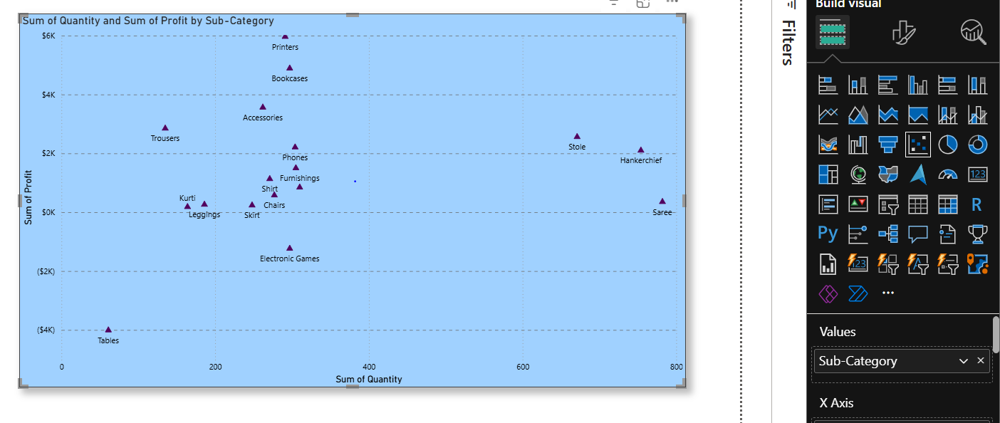 Build visual
Filters
Sum of Quantity and Sum of Profit by Sub-Category
$6K
Printers
Bookcases
$4K
Accessories
Trousers
Stole
$2K
Phones
Hankerchief
Furnishings
Shirt
Kurti
Chairs
$0K
Leggings
Skirt
Saree
Electronic Games
($2K)
($4K)
Tables
Sum of Profit
0
200
400
600
800
Sum of Quantity
123
R
Py
123
Values
Sub-Category
X Axis